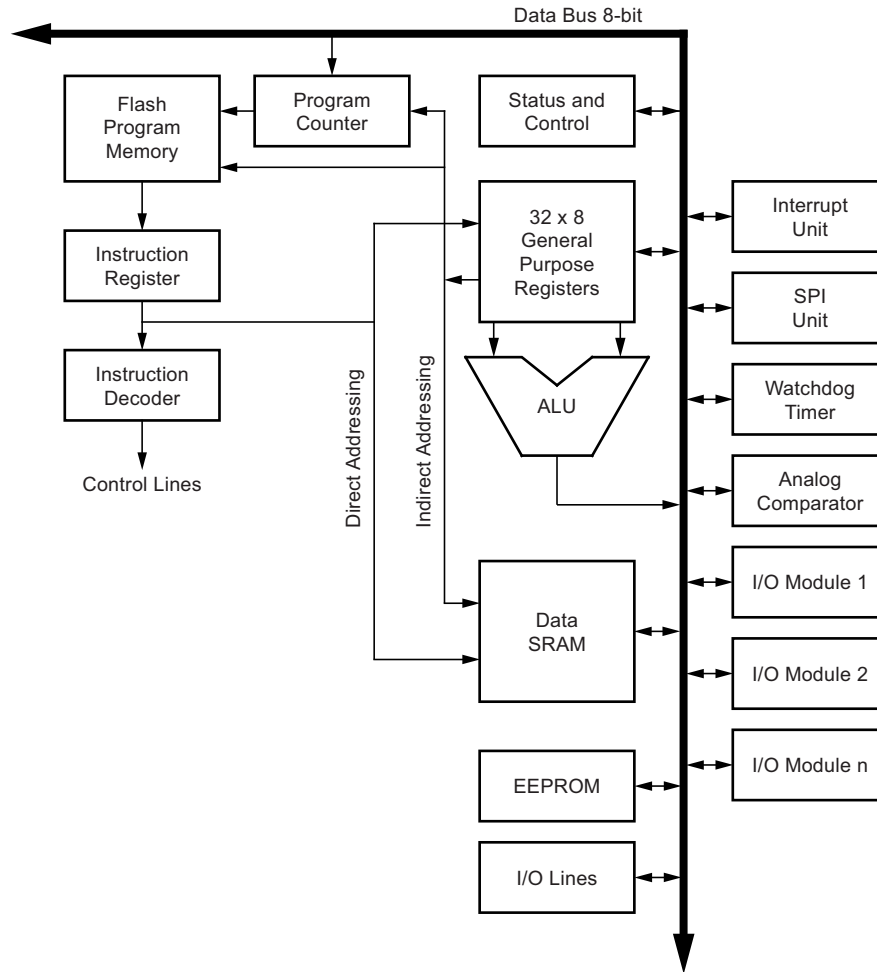 Data Bus 8-bit
Flash
Program
Memory
Program
Counter
Status and
Control
32 x 8
General
Purpose
Registers
Interrupt
Unit
Instruction
Register
SPI
Unit
Instruction
Decoder
ALU
Watchdog
Timer
Direct Addressing
Indirect Addressing
Control Lines
Analog
Comparator
Data
SRAM
I/O Module 1
I/O Module 2
I/O Module n
EEPROM
I/O Lines